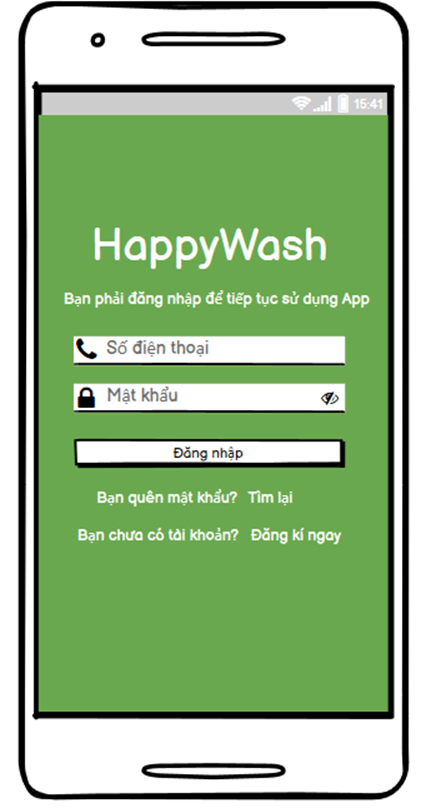 15:41
HappyWash
Bạn phải đăng nhập để tiếp tục sử dụng App
Số điện thoại
Mật khẩu
Đăng nhập
Bạn quên mật khẩu? Tìm lại
Bạn chưa có tài khoản? Đăng kí ngay